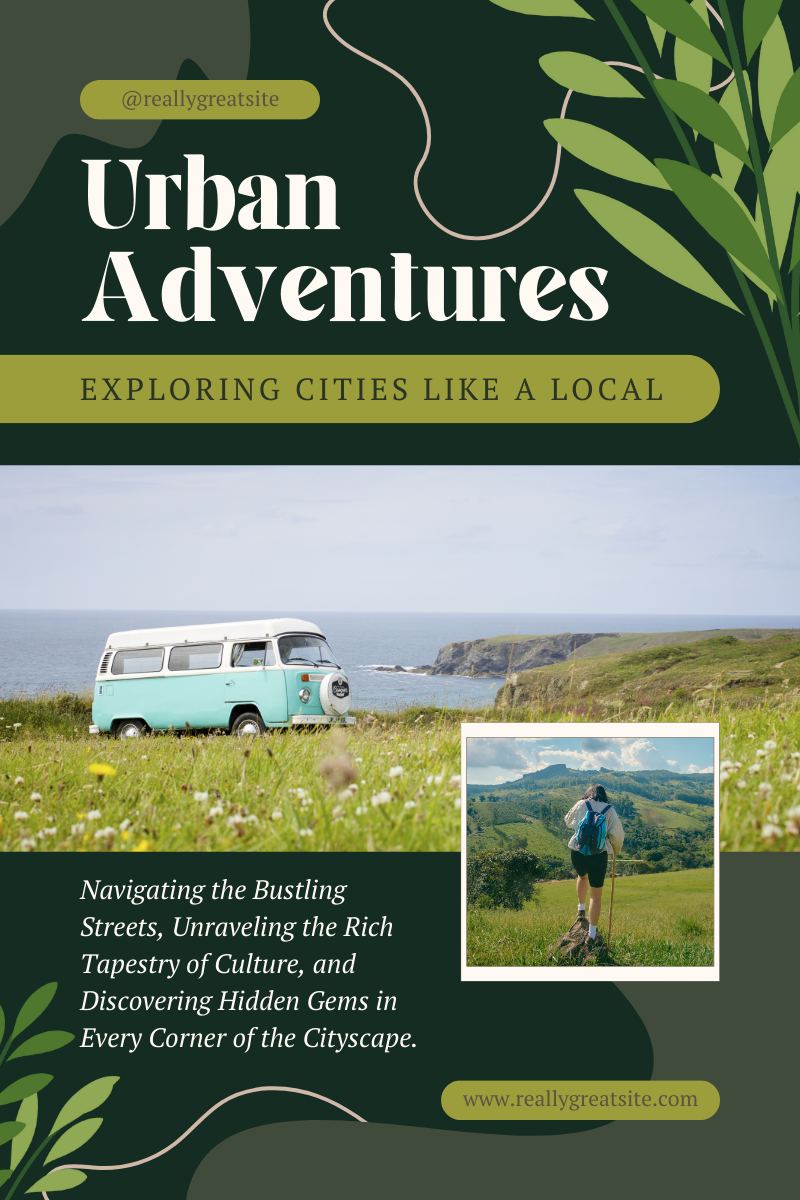 @reallygreatsite
Urban
Adventures
EXPLORING CITIES LIKE A LOCAL
Navigating the Bustling
Streets, Unraveling the Rich
Tapestry of Culture, and
Discovering Hidden Gems in
Every Corner of the Cityscape.
www.reallygreatsite.com